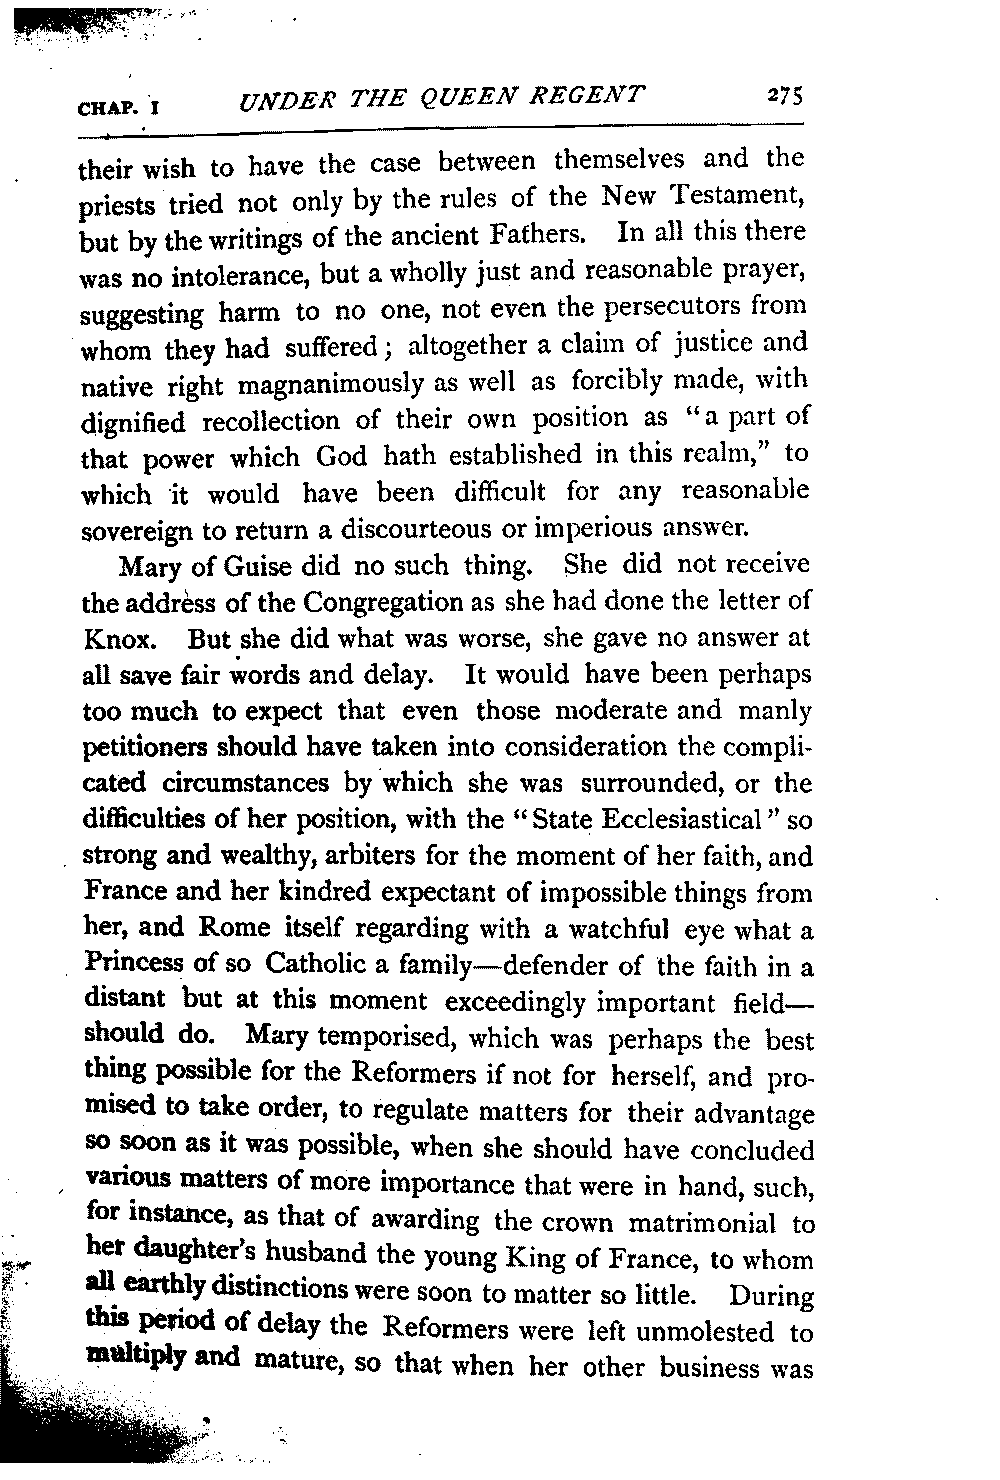 CHAP. I UNDER THE QUEEN REGENT 275
their wish to have the case between themselves and the
priests tried not only by the rules of the New Testament,
but by the writings of the ancient Fathers. In all this there
was no intolerance, but a wholly just and reasonable prayer,
suggesting harm to no one, not even the persecutors from
whom they had suffered; altogether a claim of justice and
native right magnanimously as well as forcibly made, with
dignified recollection of their own position as "a part of
that power which God hath established in this realm," to
which it would have been difficult for any reasonable
sovereign to return a discourteous or imperious answer.
Mary of Guise did no such thing. She did not receive
the address of the Congregation as she had done the letter of
Knox. But she did what was worse, she gave no answer at
all save fair words and delay. It would have been perhaps
too much to expect that even those moderate and manly
petitioners should have taken into consideration the compli-
cated circumstances by which she was surrounded, or the
difficulties of her position, with the "State Ecclesiastical" so
strong and wealthy, arbiters for the moment of her faith, and
France and her kindred expectant of impossible things from
her, and Rome itself regarding with a watchful eye what a
Princess of so Catholic a family—defender of the faith in a
distant but at this moment exceedingly important field—
should do. Mary temporised, which was perhaps the best
thing possible for the Reformers if not for herself, and pro-
mised to take order, to regulate matters for their advantage
so soon as it was possible, when she should have concluded
various matters of more importance that were in hand, such,
for instance, as that of awarding the crown matrimonial to
her daughter's husband the young King of France, to whom
all earthly distinctions were soon to matter so little. During
this period of delay the Reformers were left unmolested to
multiply and mature, so that when her other business was